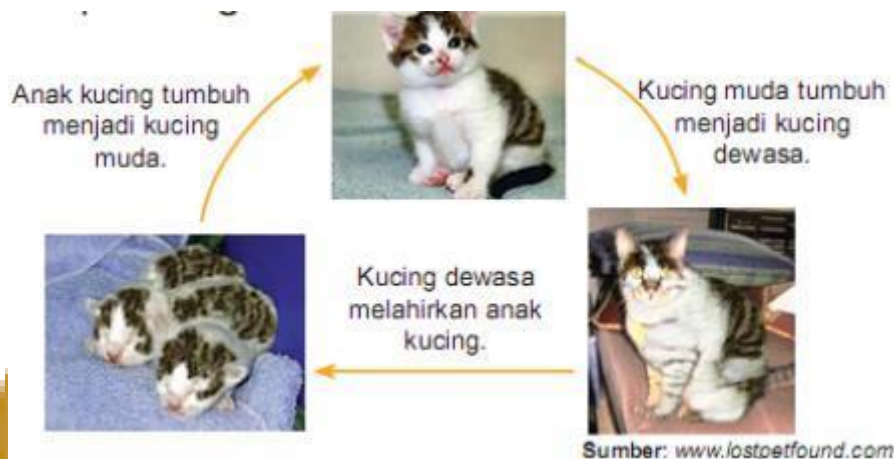 Anak kucing tumbuh
menjadi kucing
muda.
Kucing muda tumbuh
menjadi kucing
dewasa.
Kucing dewasa
melahirkan anak
kucing.
Sumber: www.lostpetfound.com